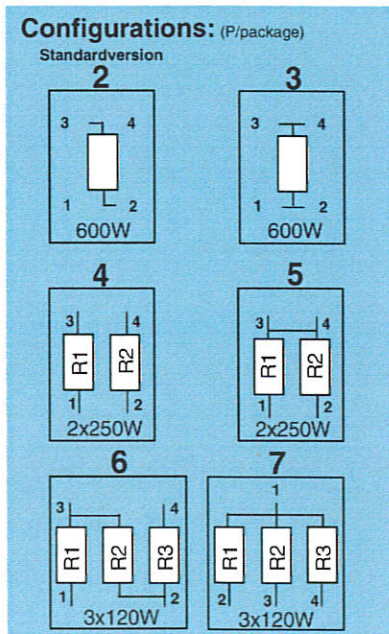 Configurations: (P/package)
Standardversion
2
3 4
1 2
600W
3
3 4
1 2
600W
4
3 4
R1 R2
1 2
2x250W
5
3 4
R1 R2
1 2
2x250W
6
3 4
R1 R2 R3
1 2
3x120W
7
1
R1 R2 R3
2 3 4
3x120W